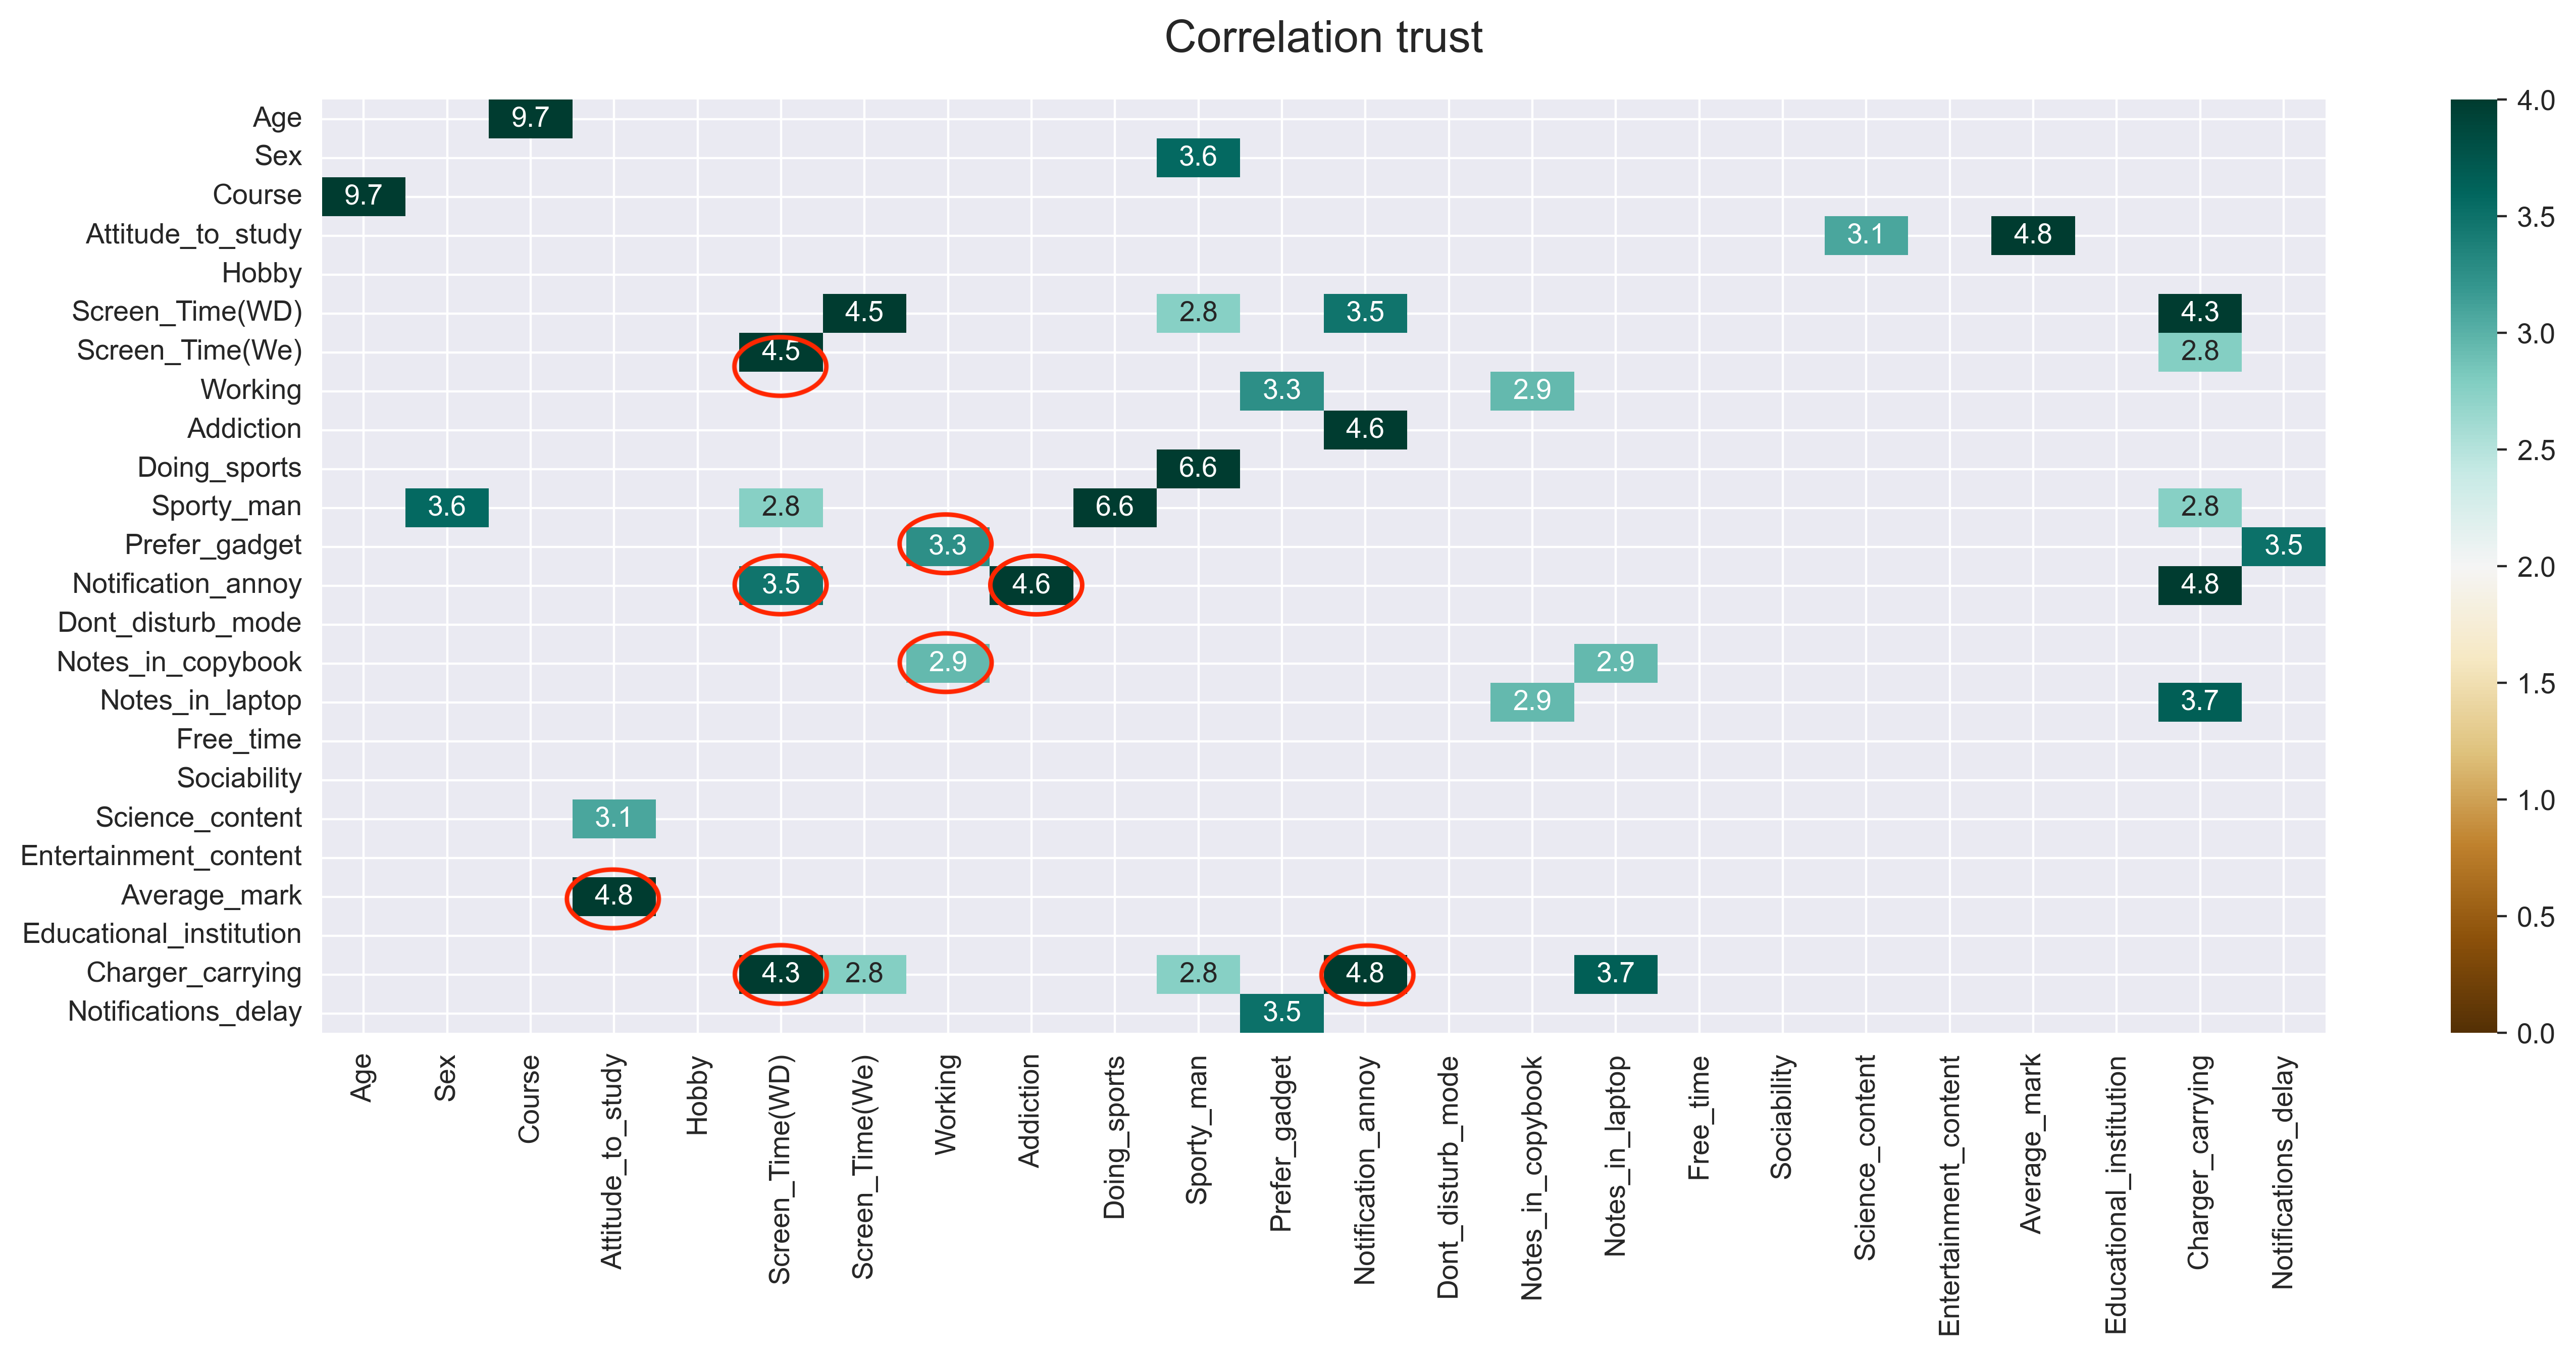 Correlation trust
Age 9.7
Sex 3.6
Course 9.7
Attitude_to_study 3.1 4.8
Hobby
Screen_Time(WD) 4.5 2.8 3.5 4.3
Screen_Time(We) 4.5 2.8
Working 3.3 2.9
Addiction 4.6
Doing_sports 6.6
Sporty_man 3.6 2.8 6.6 2.8
Prefer_gadget 3.3 3.5
Notification_annoy 3.5 4.6 4.8
Dont_disturb_mode
Notes_in_copybook 2.9 2.9
Notes_in_laptop 2.9 3.7
Free_time
Sociability
Science_content 3.1
Entertainment_content
Average_mark 4.8
Educational_institution
Charger_carrying 4.3 2.8 2.8 4.8 3.7
Notifications_delay 3.5
Age
Sex
Course
Attitude_to_study
Hobby
Screen_Time(WD)
Screen_Time(We)
Working
Addiction
Doing_sports
Sporty_man
Prefer_gadget
Notification_annoy
Dont_disturb_mode
Notes_in_copybook
Notes_in_laptop
Free_time
Sociability
Science_content
Entertainment_content
Average_mark
Educational_institution
Charger_carrying
Notifications_delay
4.0
3.5
3.0
2.5
2.0
1.5
1.0
0.5
0.0